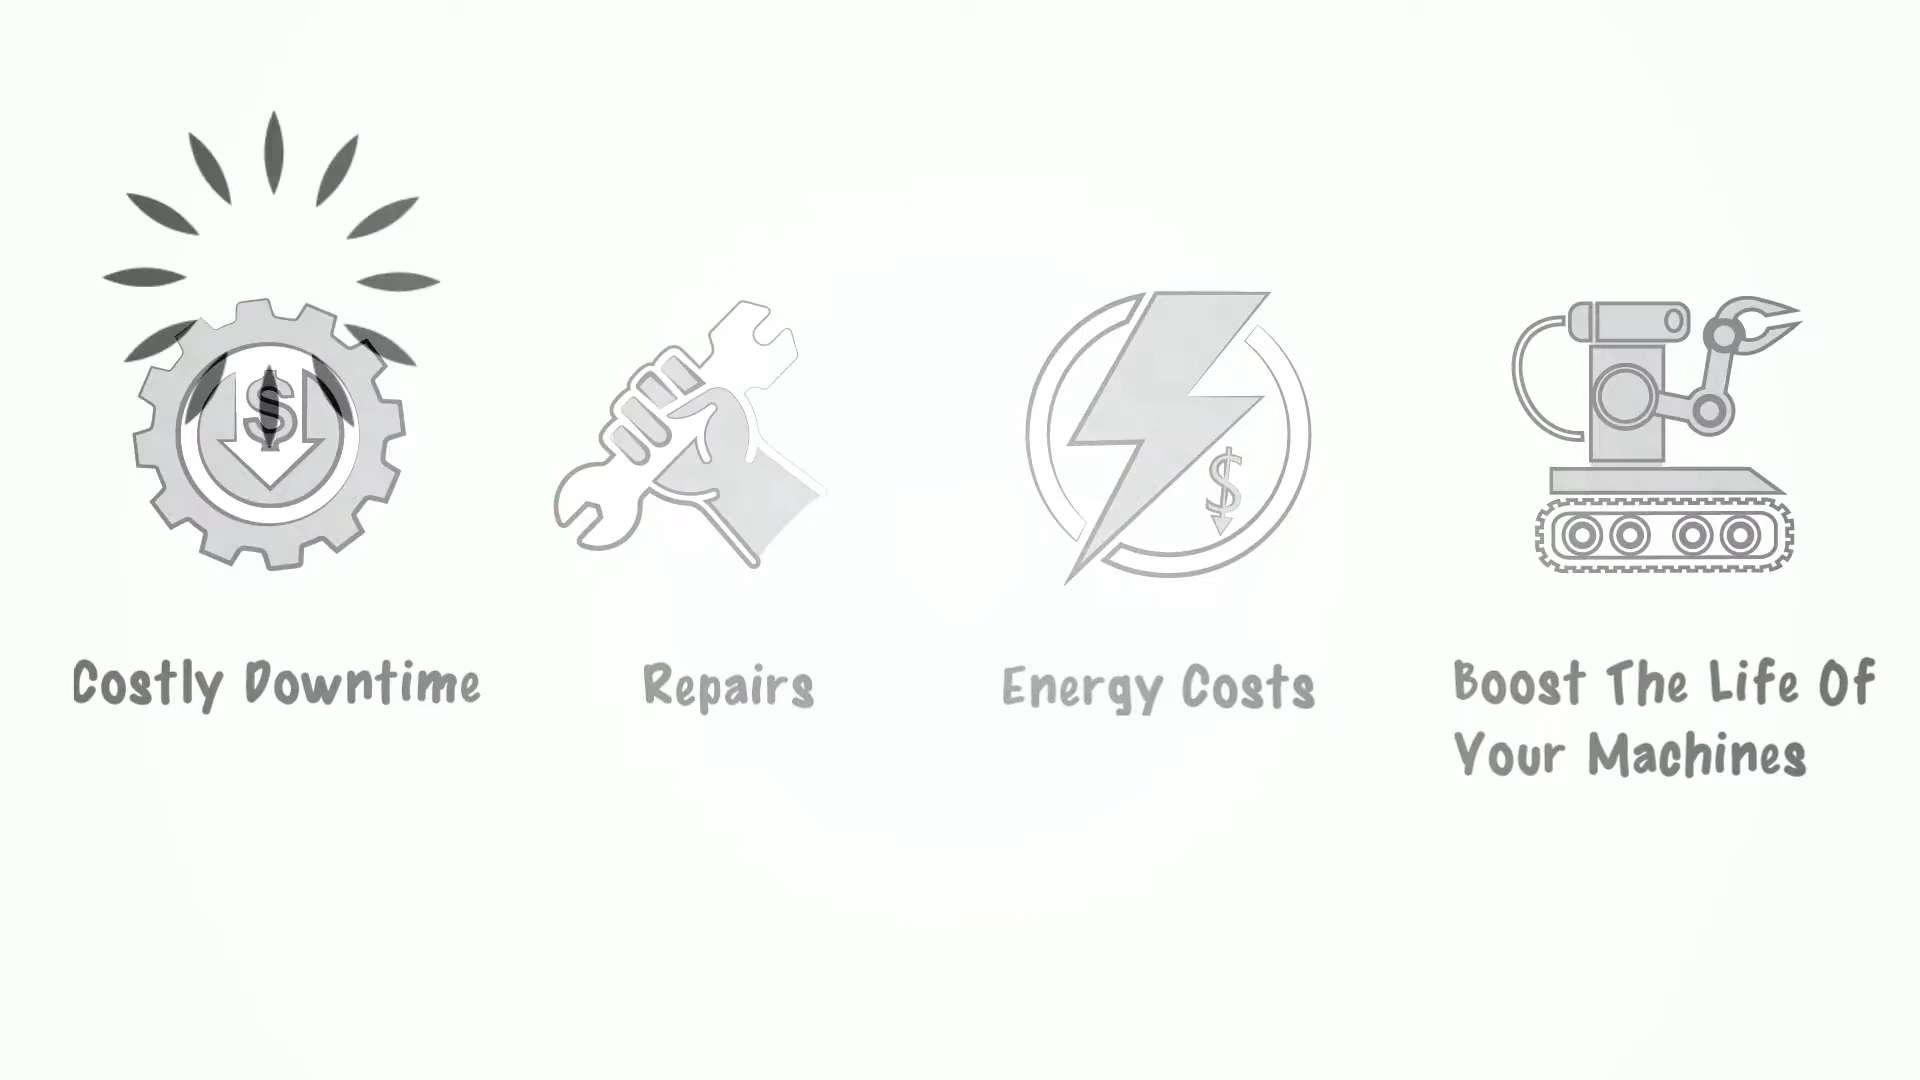 $
$
Costly Downtime
Repairs
Energy Costs
Boost The Life Of
Your Machines